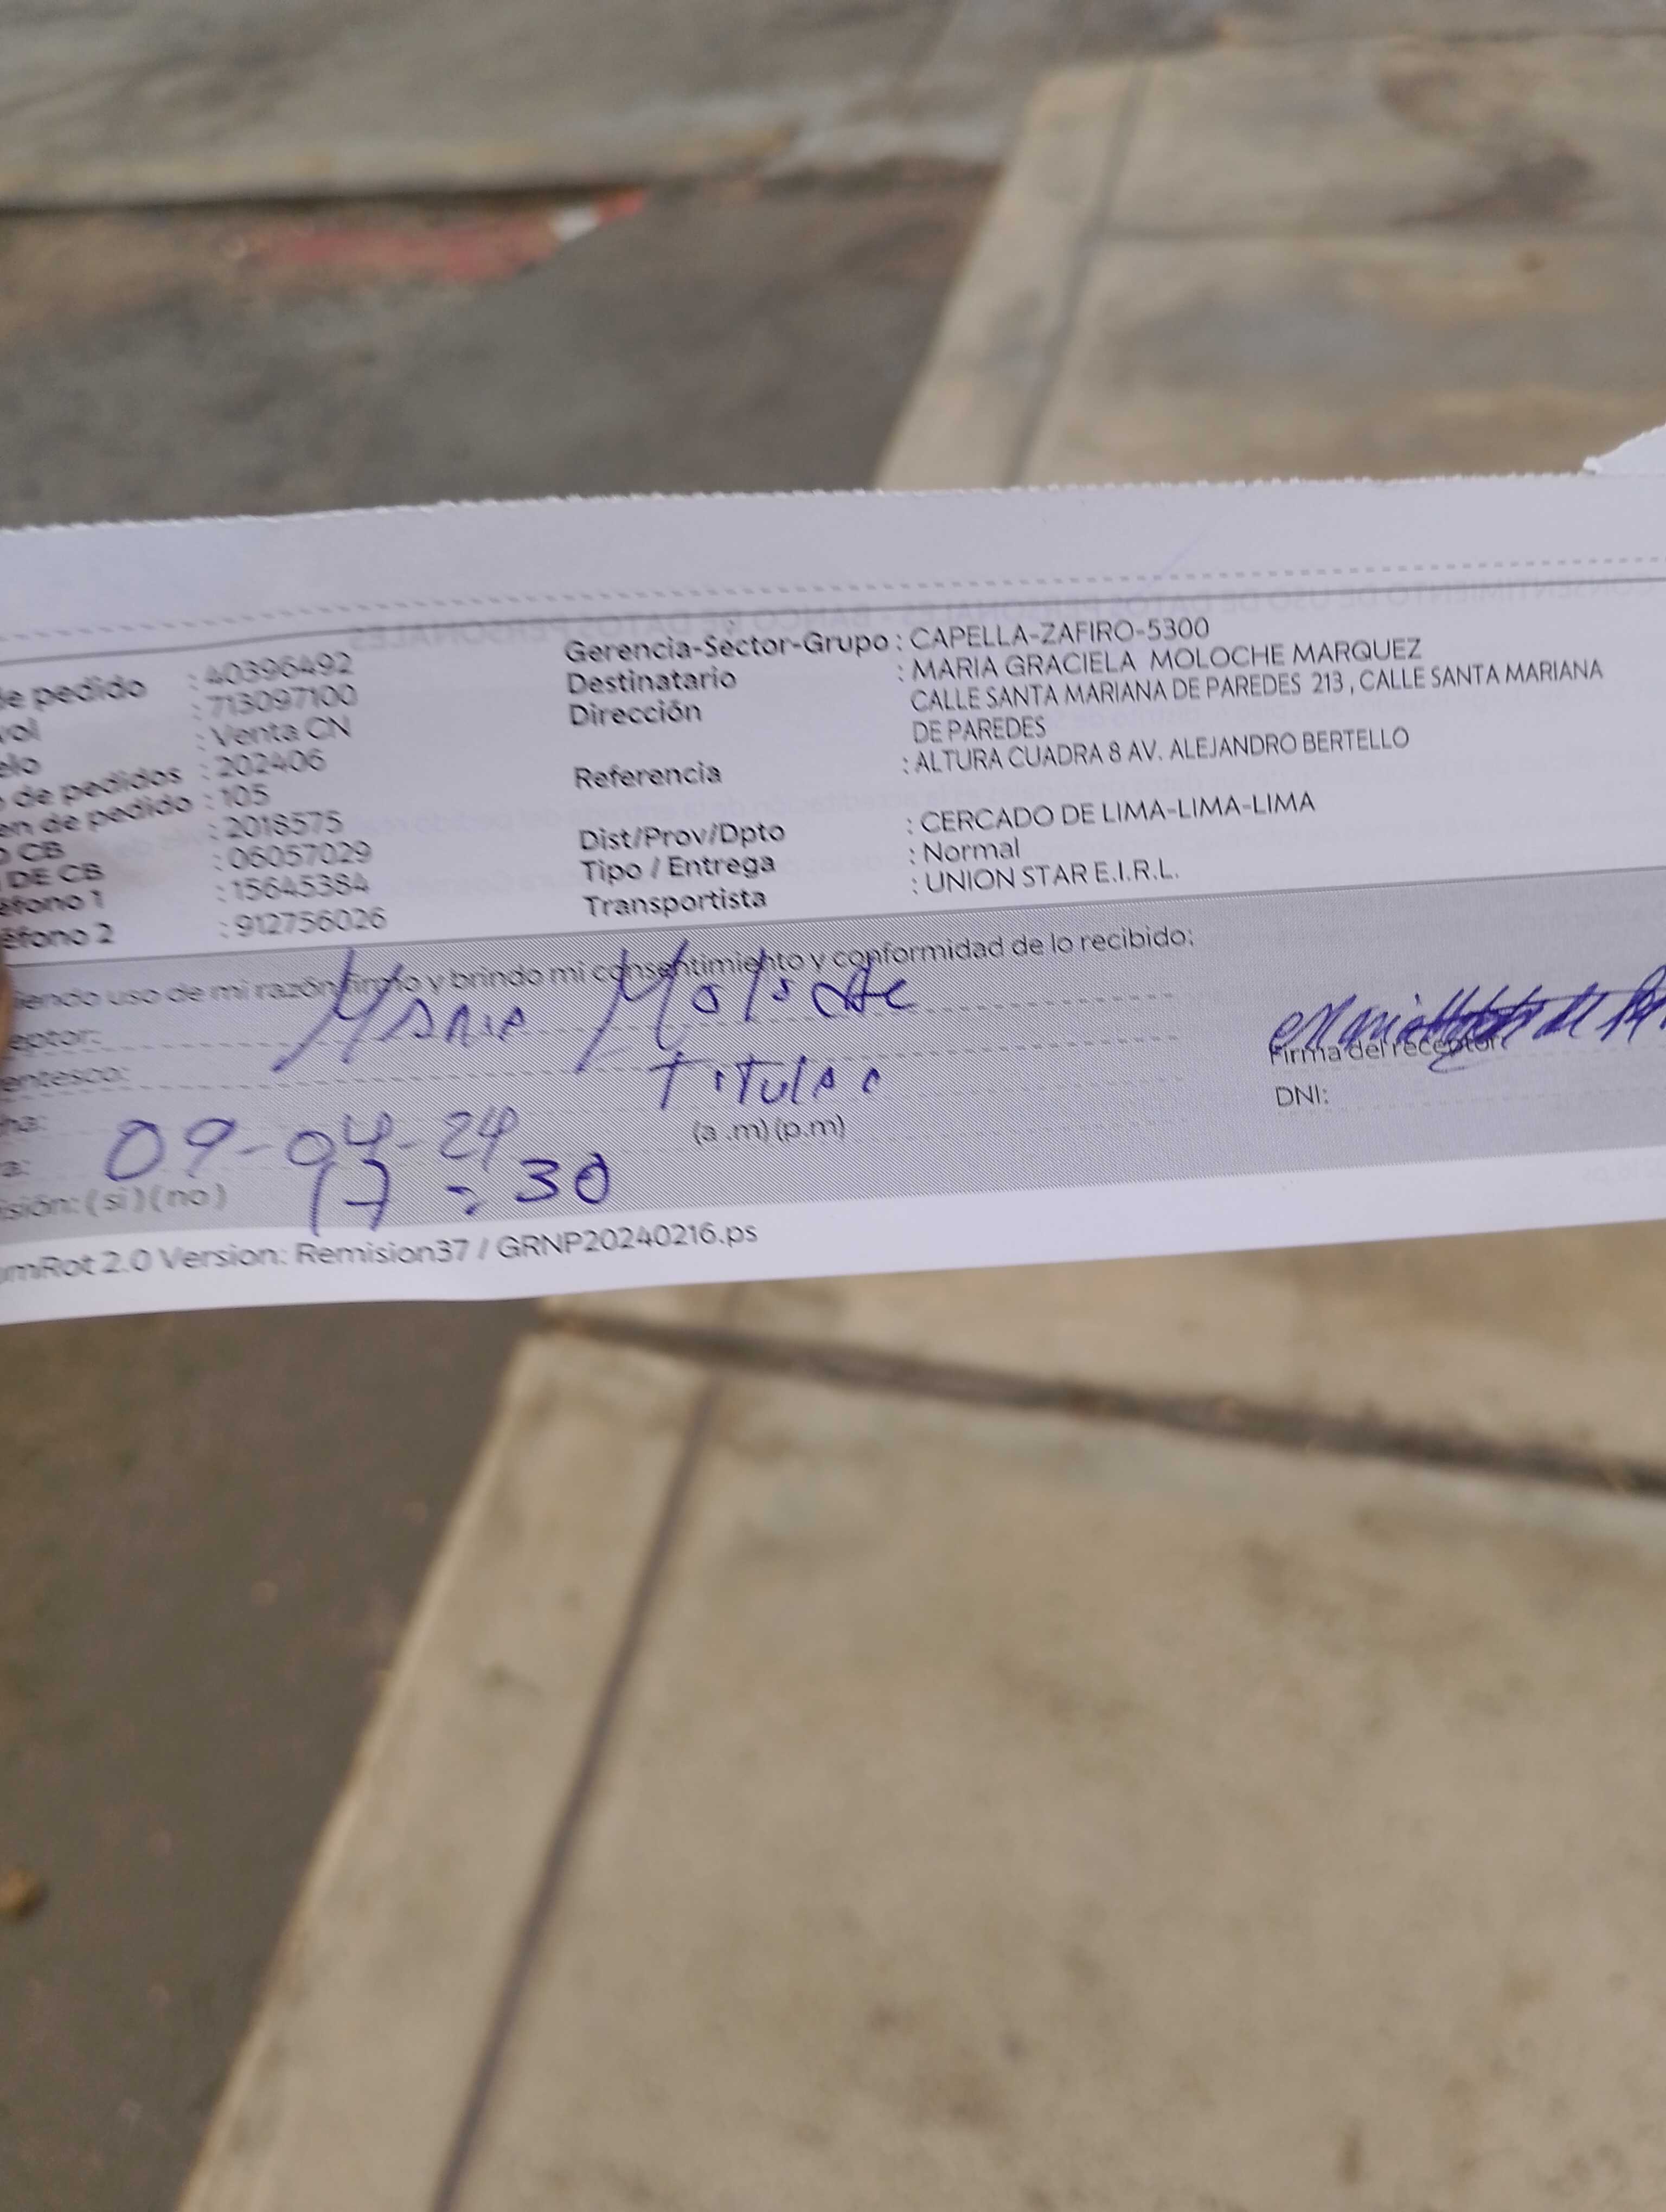 de pedido : 40396492
vol : 713097100
elo : Venta CN
o de pedidos : 202406
en de pedido : 105
O CB : 2018575
DE CB : 06057029
éfono 1 : 15645384
éfono 2 : 912756026
Gerencia-Sector-Grupo : CAPELLA-ZAFIRO-5300
Destinatario : MARIA GRACIELA MOLOCHE MARQUEZ
Dirección CALLE SANTA MARIANA DE PAREDES 213 , CALLE SANTA MARIANA
DE PAREDES
Referencia : ALTURA CUADRA 8 AV. ALEJANDRO BERTELLO
Dist/Prov/Dpto : CERCADO DE LIMA-LIMA-LIMA
Tipo / Entrega : Normal
Transportista : UNION STAR E.I.R.L.
iendo uso de mi razón firmo y brindo mi consentimiento y conformidad de lo recibido:
eptor: Maria Moloche
entesco: Titular
ha: 09-04-24
a: 17:30 (a .m) (p.m)
isión: ( si ) ( no )
Firma del receptor:
DNI:
umRot 2.0 Version: Remision37 / GRNP20240216.ps